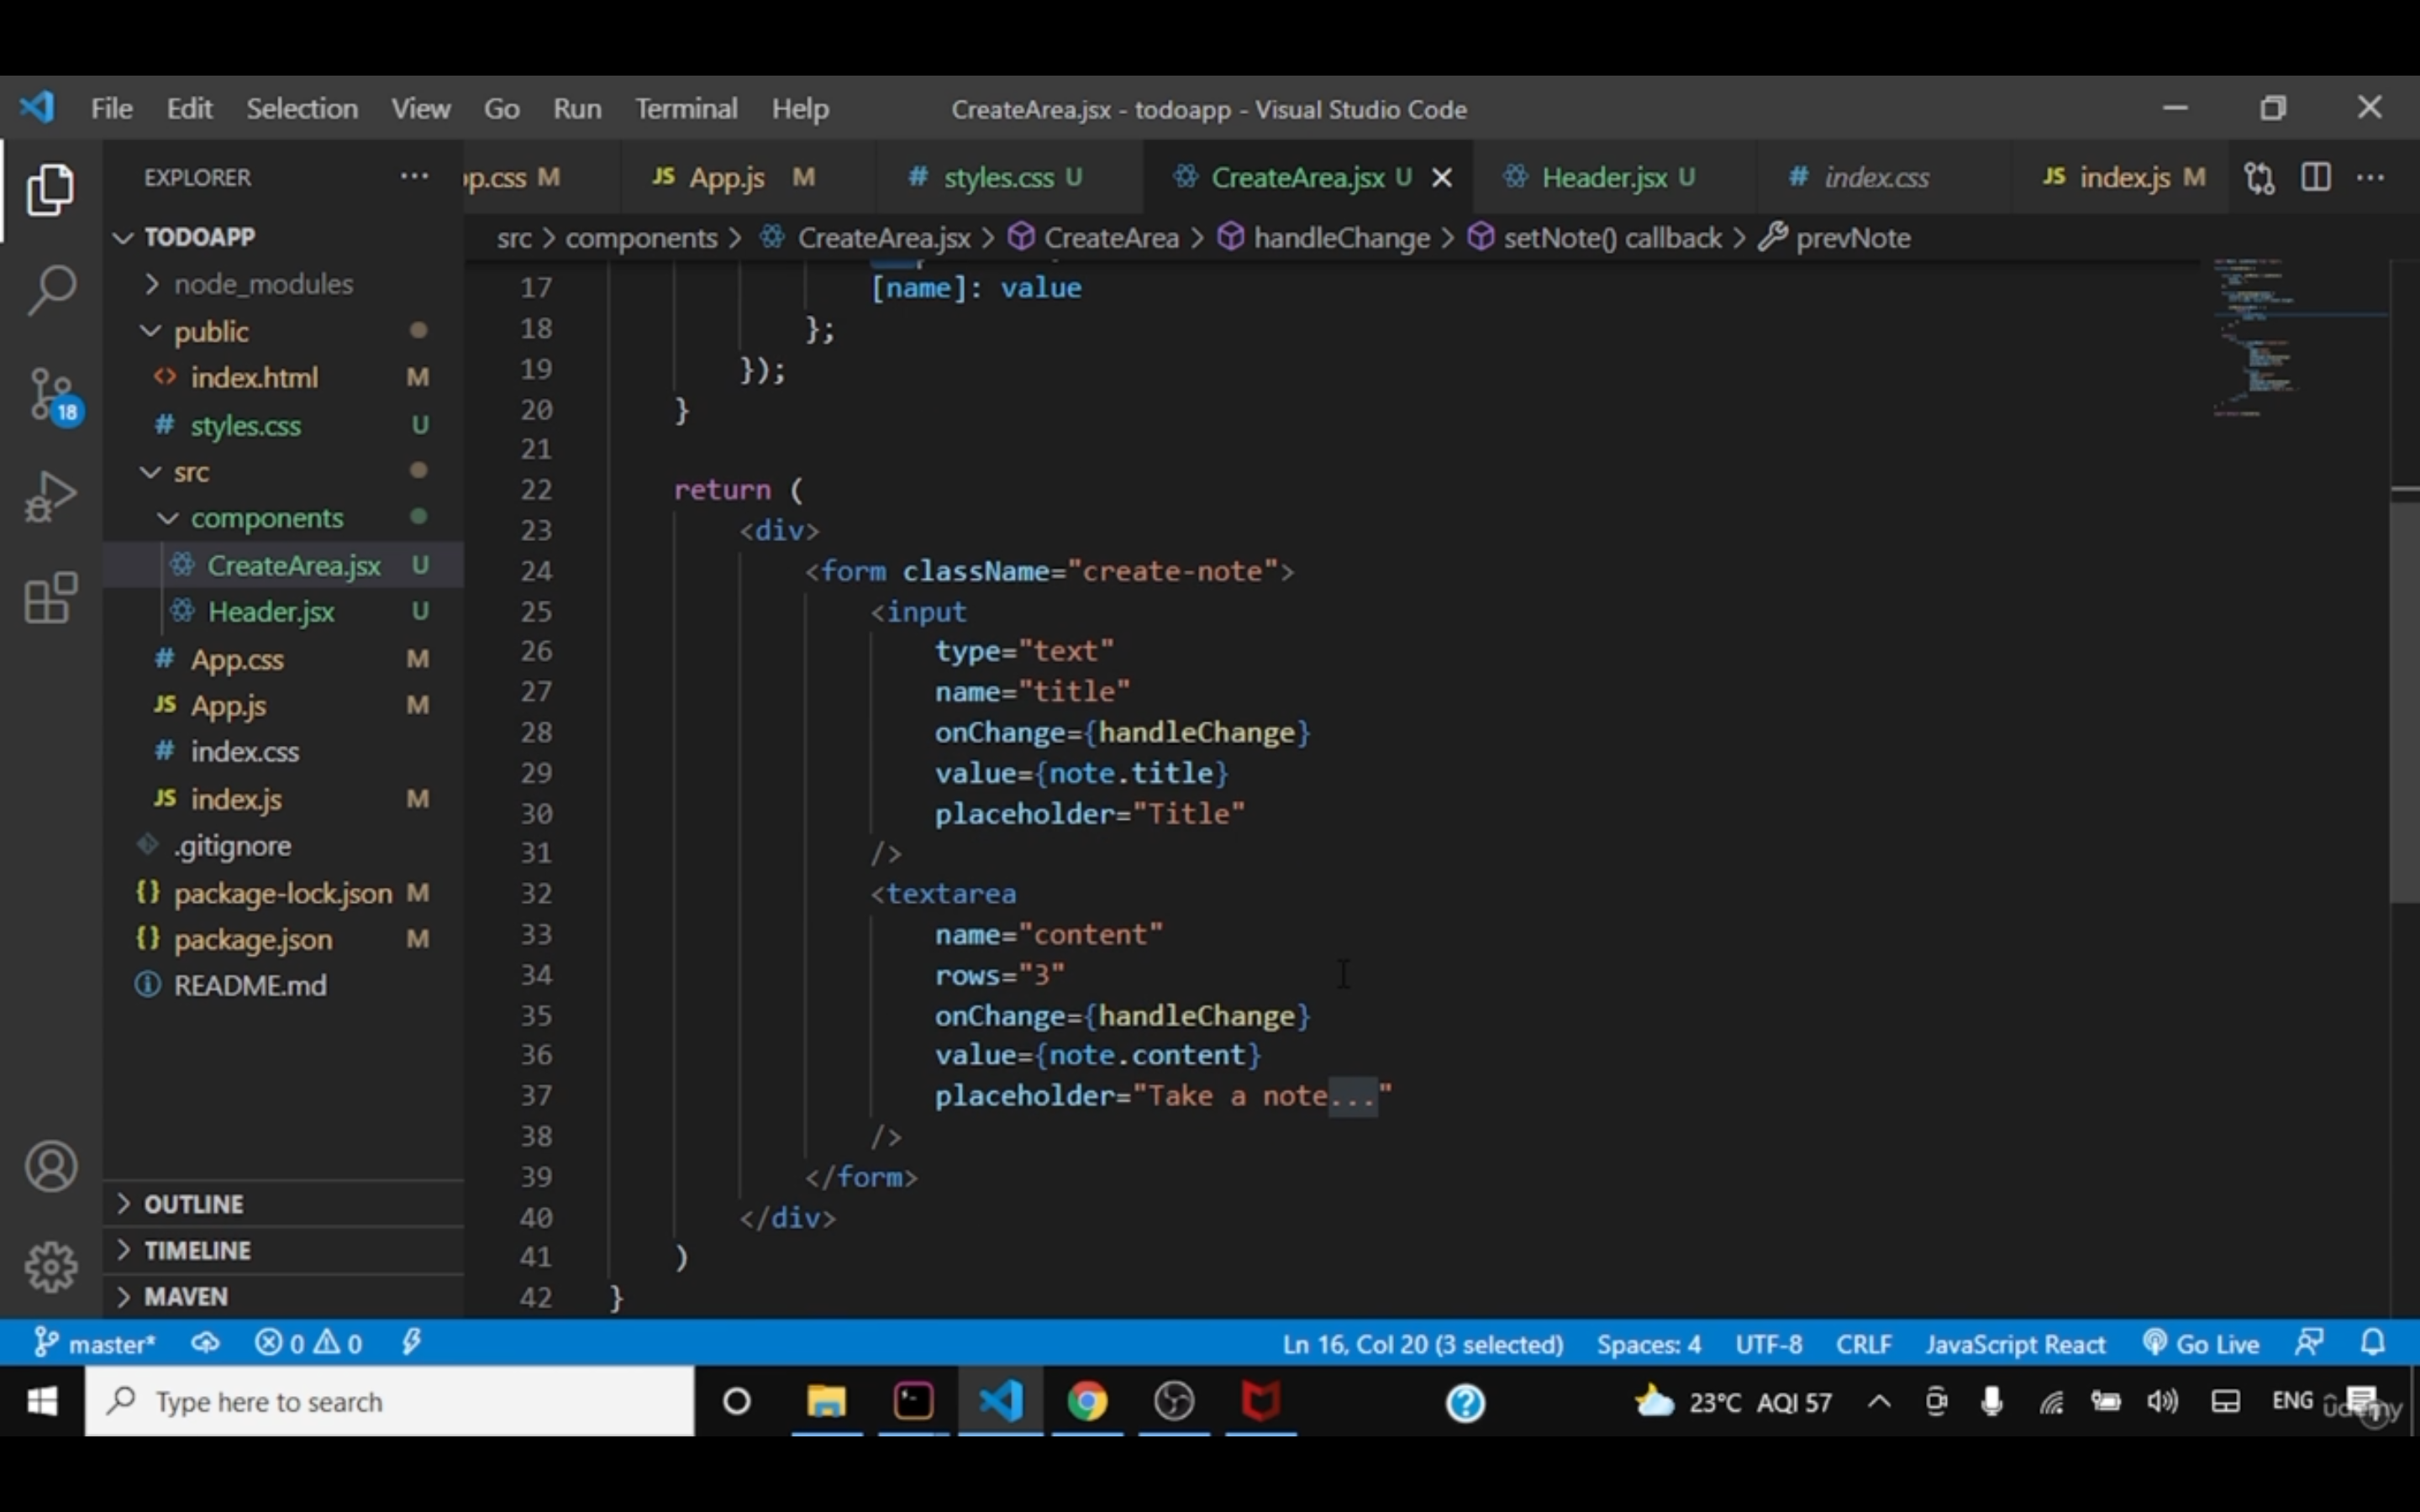 File Edit Selection View Go Run Terminal Help CreateArea.jsx - todoapp - Visual Studio Code
EXPLORER
TODOAPP
node_modules
public
index.html M
styles.css U
src
components
CreateArea.jsx U
Header.jsx U
App.css M
App.js M
index.css
index.js M
.gitignore
package-lock.json M
package.json M
README.md
OUTLINE
TIMELINE
MAVEN
18
pp.css M JS App.js M # styles.css U CreateArea.jsx U Header.jsx U # index.css JS index.js M
src > components > CreateArea.jsx > CreateArea > handleChange > setNote() callback > prevNote
17 [name]: value
18 };
19 });
20 }
21
22 return (
23 <div>
24 <form className="create-note">
25 <input
26 type="text"
27 name="title"
28 onChange={handleChange}
29 value={note.title}
30 placeholder="Title"
31 />
32 <textarea
33 name="content"
34 rows="3"
35 onChange={handleChange}
36 value={note.content}
37 placeholder="Take a note..."
38 />
39 </form>
40 </div>
41 )
42 }
master* 0 0 Ln 16, Col 20 (3 selected) Spaces: 4 UTF-8 CRLF JavaScript React Go Live
Type here to search 23°C AQI 57 ENG
udemy